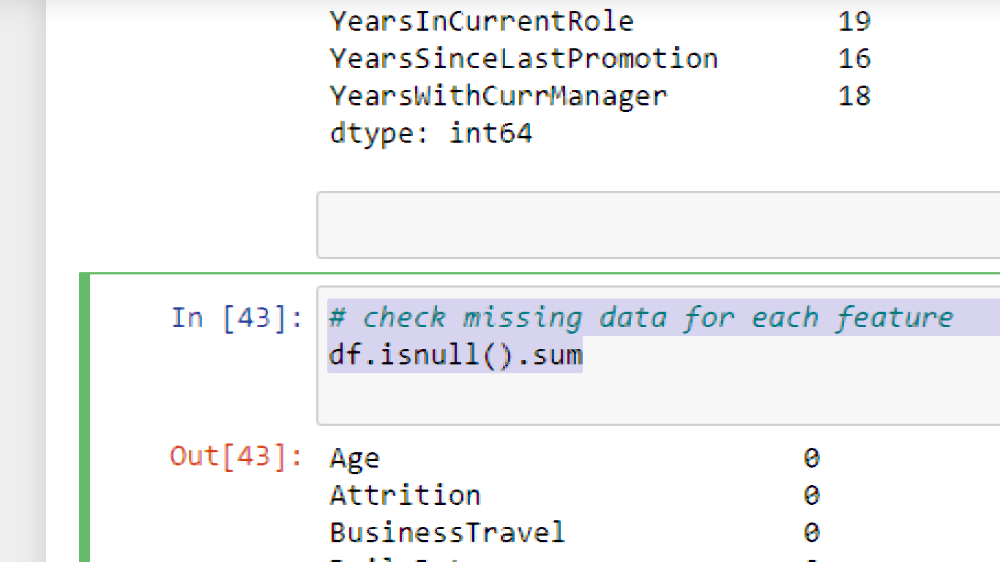 YearsInCurrentRole 19
YearsSinceLastPromotion 16
YearsWithCurrManager 18
dtype: int64
In [43]: # check missing data for each feature
df.isnull().sum
Out[43]: Age 0
Attrition 0
BusinessTravel 0